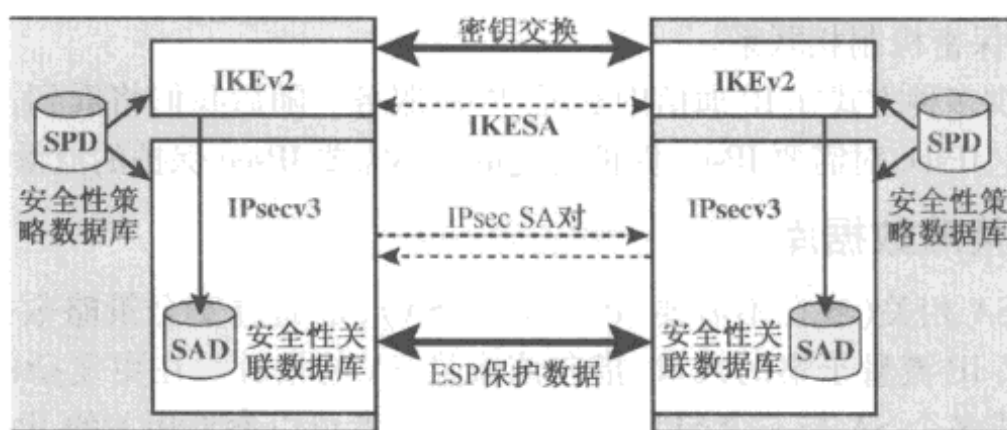 密钥交换
IKEv2
IKEv2
IKESA
SPD
SPD
安全性策
略数据库
安全性策
略数据库
IPsecv3
IPsecv3
IPsec SA对
SAD
安全性关
联数据库
安全性关
联数据库
SAD
ESP保护数据